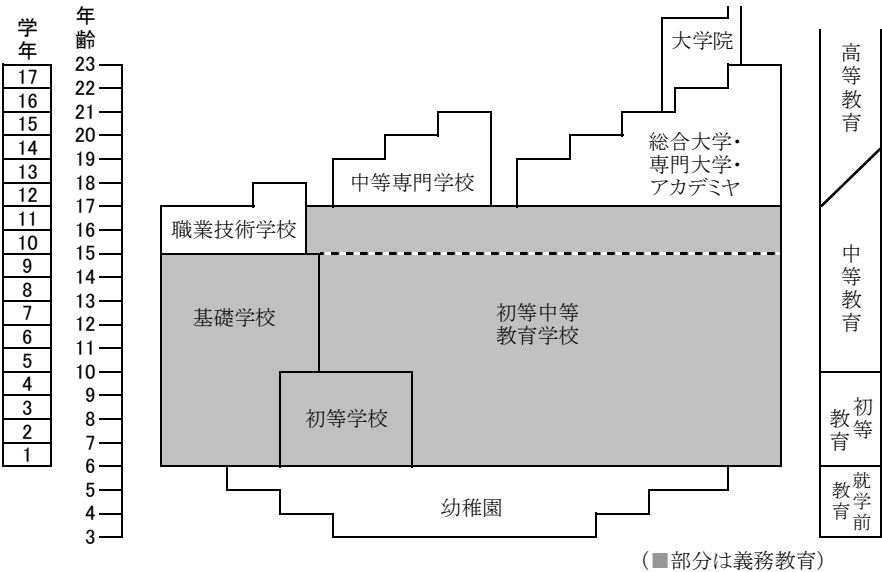 学年
17
16
15
14
13
12
11
10
9
8
7
6
5
4
3
2
1
年齢
23
22
21
20
19
18
17
16
15
14
13
12
11
10
9
8
7
6
5
4
3
大学院
総合大学・
専門大学・
アカデミヤ
中等専門学校
職業技術学校
基礎学校
初等中等
教育学校
初等学校
幼稚園
高等教育
中等教育
初等
教育
就学前
教育
(■部分は義務教育)